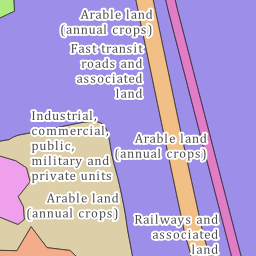 Arable land
(annual crops)
Fast transit
roads and
associated
land
Industrial,
commercial,
public,
military and
private units
Arable land
(annual crops)
Arable land
(annual crops)
Railways and
associated
land